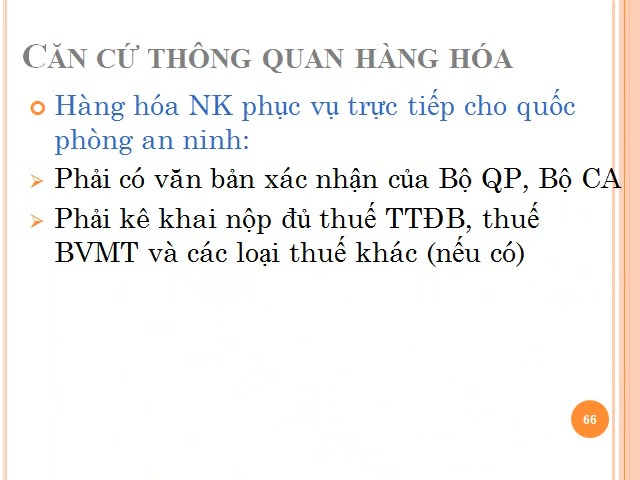 CĂN CỨ THÔNG QUAN HÀNG HÓA
Hàng hóa NK phục vụ trực tiếp cho quốc
phòng an ninh:
Phải có văn bản xác nhận của Bộ QP, Bộ CA
Phải kê khai nộp đủ thuế TTĐB, thuế
BVMT và các loại thuế khác (nếu có)
66